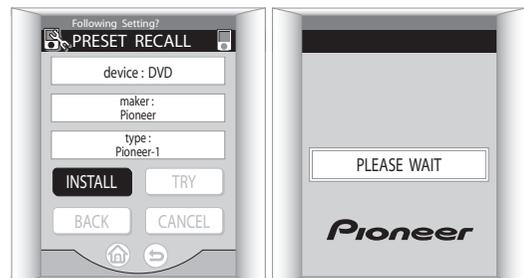 Following Setting?
PRESET RECALL
device : DVD
maker :
Pioneer
type :
Pioneer-1
INSTALL
TRY
BACK
CANCEL
PLEASE WAIT
Pioneer